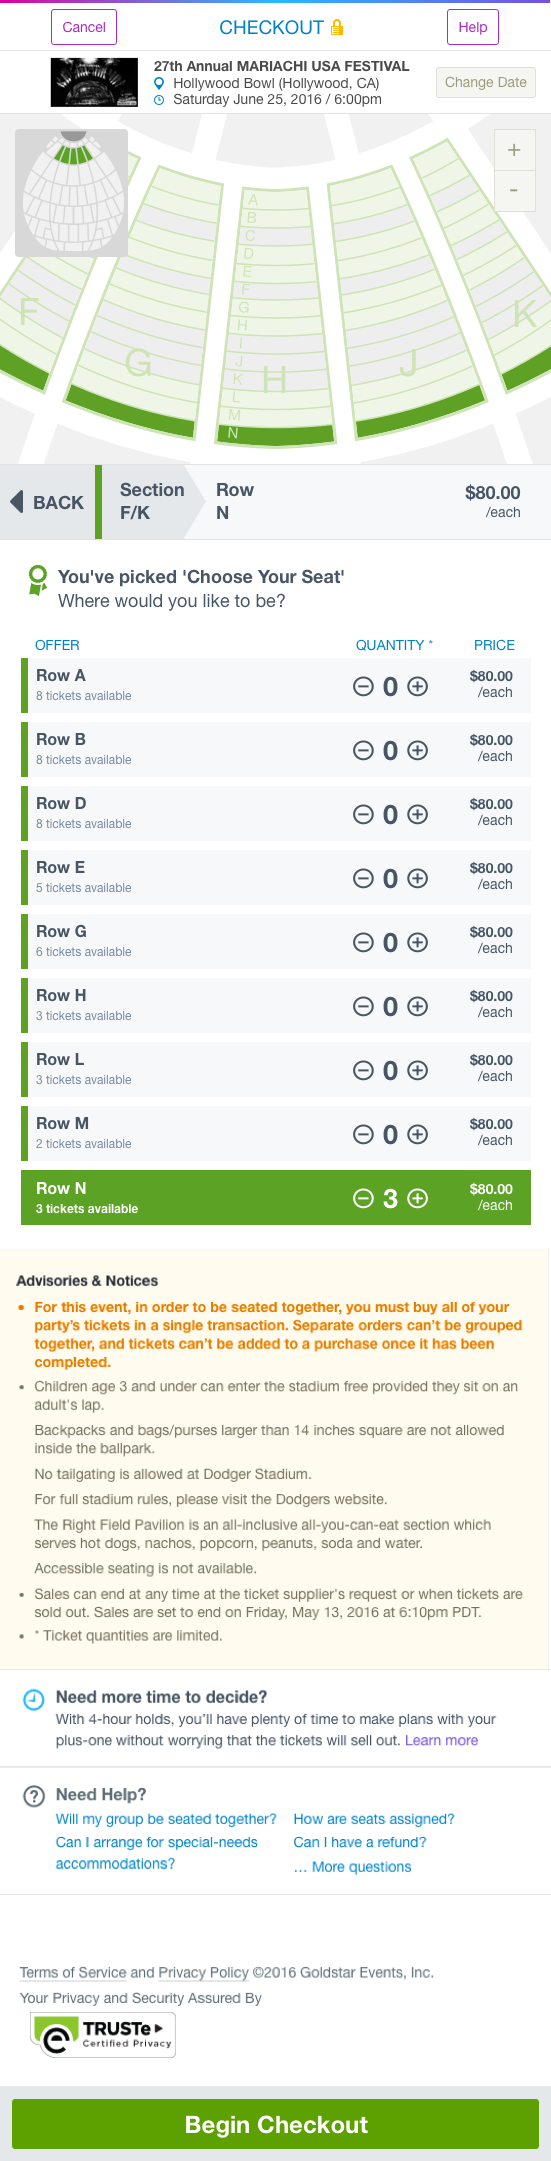 Cancel
CHECKOUT
Help
27th Annual MARIACHI USA FESTIVAL
Hollywood Bowl (Hollywood, CA)
Saturday June 25, 2016 / 6:00pm
Change Date
+
-
A
B
C
D
E
F
G
H
I
J
K
L
M
N
F
G
H
J
K
BACK
Section
F/K
Row
N
$80.00
/each
You've picked 'Choose Your Seat'
Where would you like to be?
OFFER QUANTITY * PRICE
Row A
8 tickets available
0
$80.00
/each
Row B
8 tickets available
0
$80.00
/each
Row D
8 tickets available
0
$80.00
/each
Row E
5 tickets available
0
$80.00
/each
Row G
6 tickets available
0
$80.00
/each
Row H
3 tickets available
0
$80.00
/each
Row L
3 tickets available
0
$80.00
/each
Row M
2 tickets available
0
$80.00
/each
Row N
3 tickets available
3
$80.00
/each
Advisories & Notices
• For this event, in order to be seated together, you must buy all of your
party’s tickets in a single transaction. Separate orders can’t be grouped
together, and tickets can’t be added to a purchase once it has been
completed.
• Children age 3 and under can enter the stadium free provided they sit on an
adult's lap.
Backpacks and bags/purses larger than 14 inches square are not allowed
inside the ballpark.
No tailgating is allowed at Dodger Stadium.
For full stadium rules, please visit the Dodgers website.
The Right Field Pavilion is an all-inclusive all-you-can-eat section which
serves hot dogs, nachos, popcorn, peanuts, soda and water.
Accessible seating is not available.
• Sales can end at any time at the ticket supplier's request or when tickets are
sold out. Sales are set to end on Friday, May 13, 2016 at 6:10pm PDT.
• * Ticket quantities are limited.
Need more time to decide?
With 4-hour holds, you’ll have plenty of time to make plans with your
plus-one without worrying that the tickets will sell out. Learn more
Need Help?
Will my group be seated together?
Can I arrange for special-needs
accommodations?
How are seats assigned?
Can I have a refund?
... More questions
Terms of Service and Privacy Policy ©2016 Goldstar Events, Inc.
Your Privacy and Security Assured By
TRUSTe
Certified Privacy
Begin Checkout